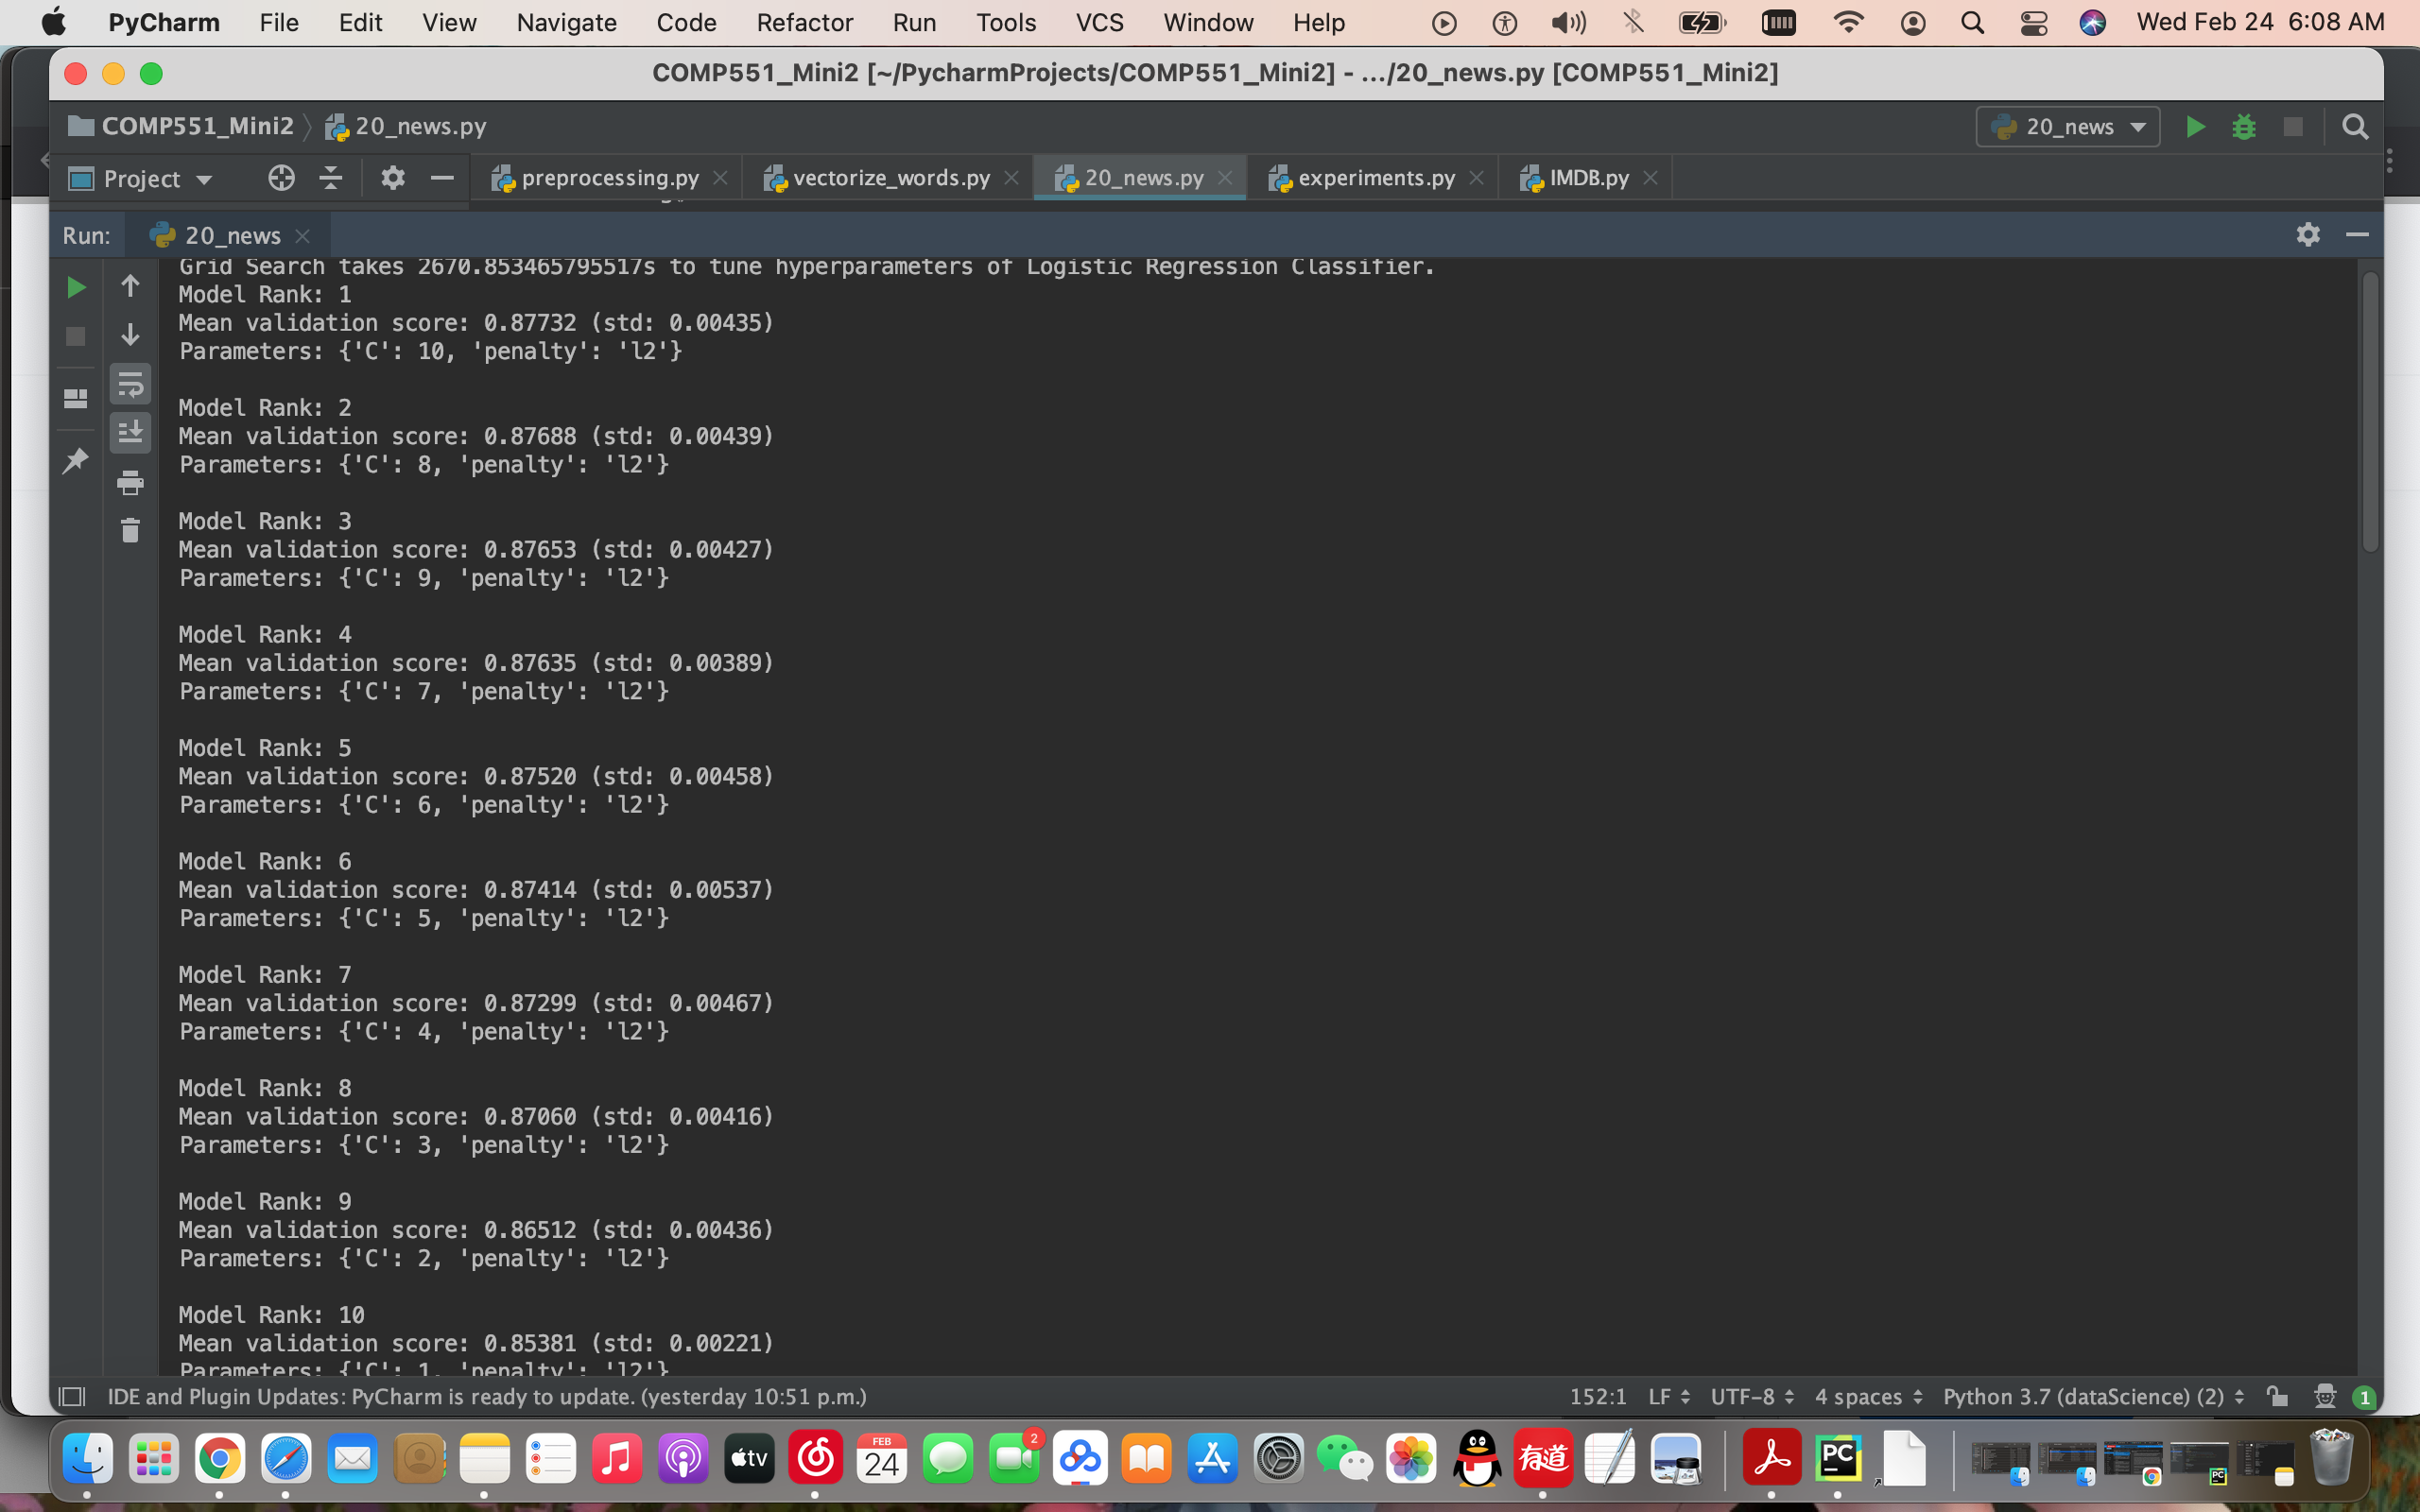 PyCharm File Edit View Navigate Code Refactor Run Tools VCS Window Help Wed Feb 24 6:08 AM
COMP551_Mini2 [~/PycharmProjects/COMP551_Mini2] - .../20_news.py [COMP551_Mini2]
COMP551_Mini2 20_news.py 20_news
Project preprocessing.py vectorize_words.py 20_news.py experiments.py IMDB.py
Run: 20_news
Grid Search takes 2670.853465795517s to tune hyperparameters of Logistic Regression Classifier.
Model Rank: 1
Mean validation score: 0.87732 (std: 0.00435)
Parameters: {'C': 10, 'penalty': 'l2'}
Model Rank: 2
Mean validation score: 0.87688 (std: 0.00439)
Parameters: {'C': 8, 'penalty': 'l2'}
Model Rank: 3
Mean validation score: 0.87653 (std: 0.00427)
Parameters: {'C': 9, 'penalty': 'l2'}
Model Rank: 4
Mean validation score: 0.87635 (std: 0.00389)
Parameters: {'C': 7, 'penalty': 'l2'}
Model Rank: 5
Mean validation score: 0.87520 (std: 0.00458)
Parameters: {'C': 6, 'penalty': 'l2'}
Model Rank: 6
Mean validation score: 0.87414 (std: 0.00537)
Parameters: {'C': 5, 'penalty': 'l2'}
Model Rank: 7
Mean validation score: 0.87299 (std: 0.00467)
Parameters: {'C': 4, 'penalty': 'l2'}
Model Rank: 8
Mean validation score: 0.87060 (std: 0.00416)
Parameters: {'C': 3, 'penalty': 'l2'}
Model Rank: 9
Mean validation score: 0.86512 (std: 0.00436)
Parameters: {'C': 2, 'penalty': 'l2'}
Model Rank: 10
Mean validation score: 0.85381 (std: 0.00221)
Parameters: {'C': 1, 'penalty': 'l2'}
IDE and Plugin Updates: PyCharm is ready to update. (yesterday 10:51 p.m.) 152:1 LF UTF-8 4 spaces Python 3.7 (dataScience) (2) 1
tv FEB 24 2 有道 PC